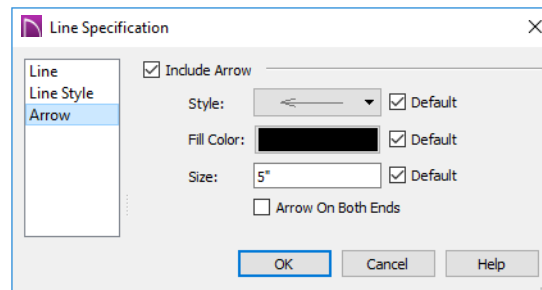 Line Specification
Line
Line Style
Arrow
Include Arrow
Style: Default
Fill Color: Default
Size: 5" Default
Arrow On Both Ends
OK Cancel Help